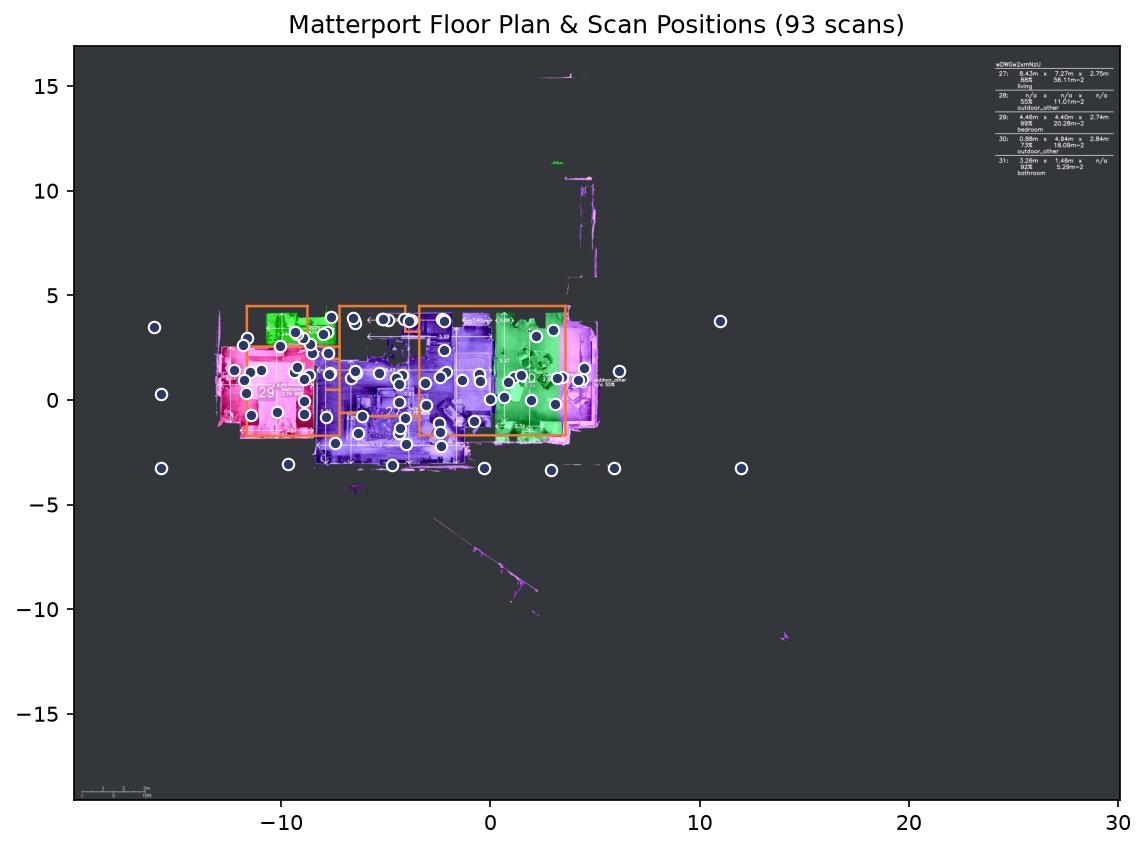 Matterport Floor Plan & Scan Positions (93 scans)
wDWGw2xmNzU
27: 8.43m x 7.27m x 2.75m
88% 56.11m^2
living
28: n/a x n/a x n/a
55% 11.01m^2
outdoor_other
29: 4.46m x 4.40m x 2.74m
99% 20.28m^2
bedroom
30: 0.88m x 4.94m x 2.84m
73% 18.09m^2
outdoor_other
31: 3.26m x 1.46m x n/a
92% 5.29m^2
bathroom
15
10
5
0
−5
−10
−15
29
27
−10
0
10
20
30